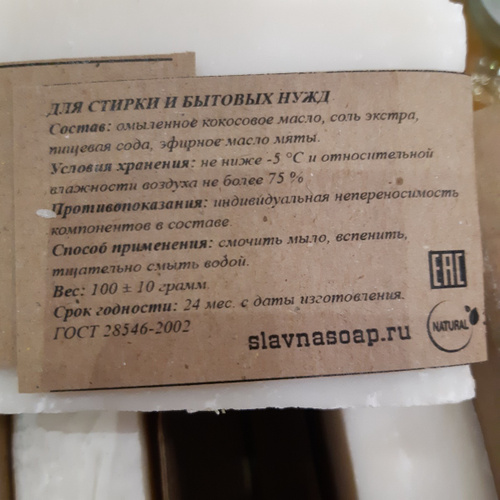 ДЛЯ СТИРКИ И БЫТОВЫХ НУЖД
Состав: омыленное кокосовое масло, соль экстра,
пищевая сода, эфирное масло мяты.
Условия хранения: не ниже -5 °С и относительной
влажности воздуха не более 75 %
Противопоказания: индивидуальная непереносимость
компонентов в составе.
Способ применения: смочить мыло, вспенить,
тщательно смыть водой.
Вес: 100 ± 10 грамм
Срок годности: 24 мес. с даты изготовления.
ГОСТ 28546-2002
EAC
slavnasoap.ru
NATURAL